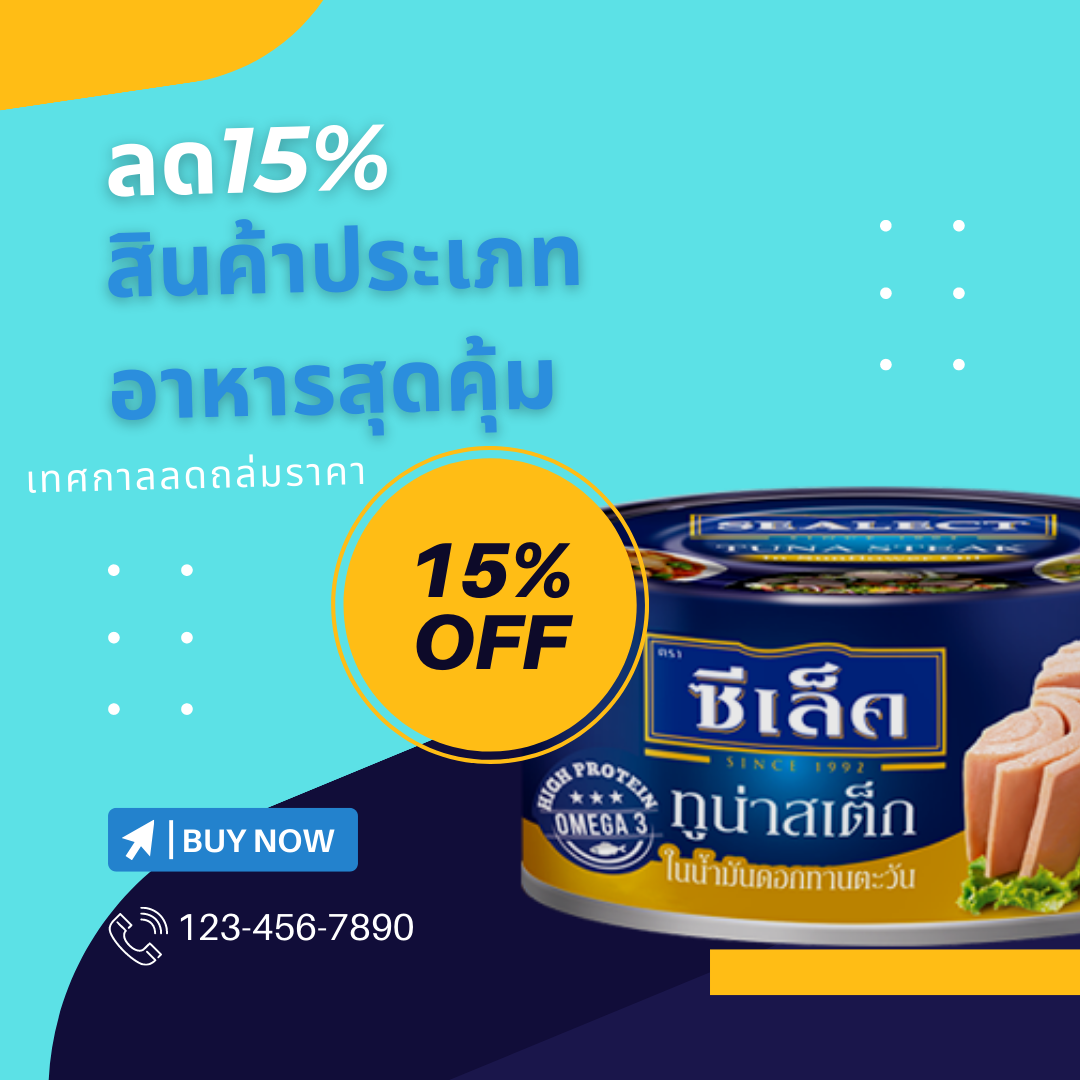 ลด15%
สินค้าประเภท
อาหารสุดคุ้ม
เทศกาลลดถล่มราคา
15%
OFF
SEALECT
SINCE 1992
TUNA STEAK
ตรา
ซีเล็ค
SINCE 1992
HIGH PROTEIN
OMEGA 3
ทูน่าสเต็ก
ในน้ำมันดอกทานตะวัน
BUY NOW
123-456-7890